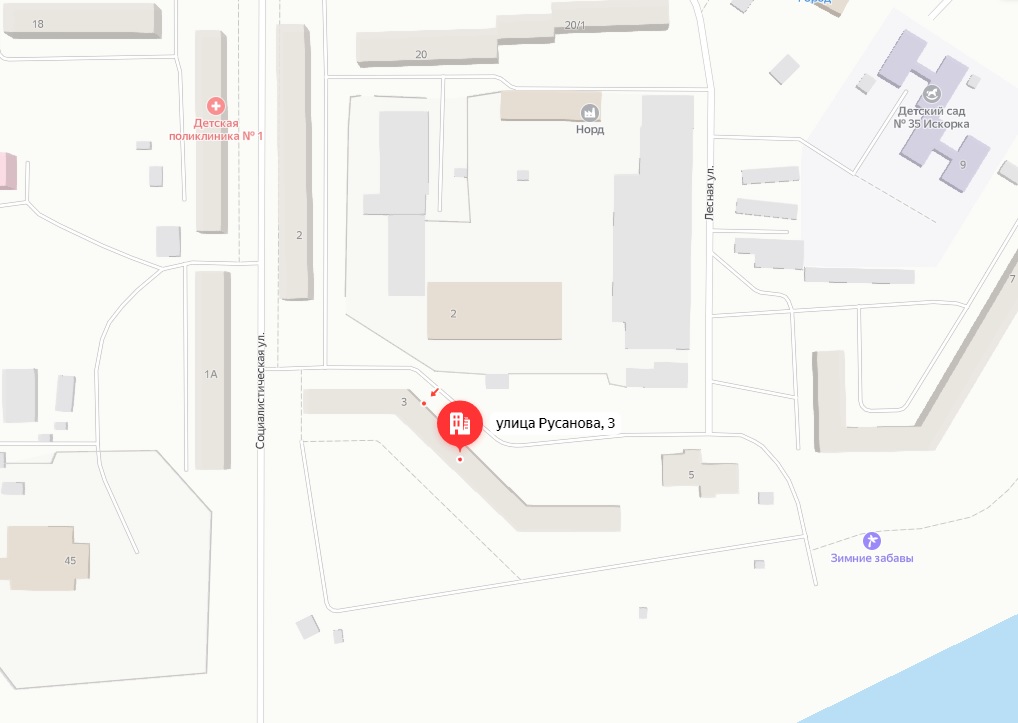 18
20
20/1
Город
Детская
поликлиника № 1
Норд
Детский сад
№ 35 Искорка
9
Лесная ул.
2
7
2
1А
Социалистическая ул.
3
улица Русанова, 3
5
45
Зимние забавы